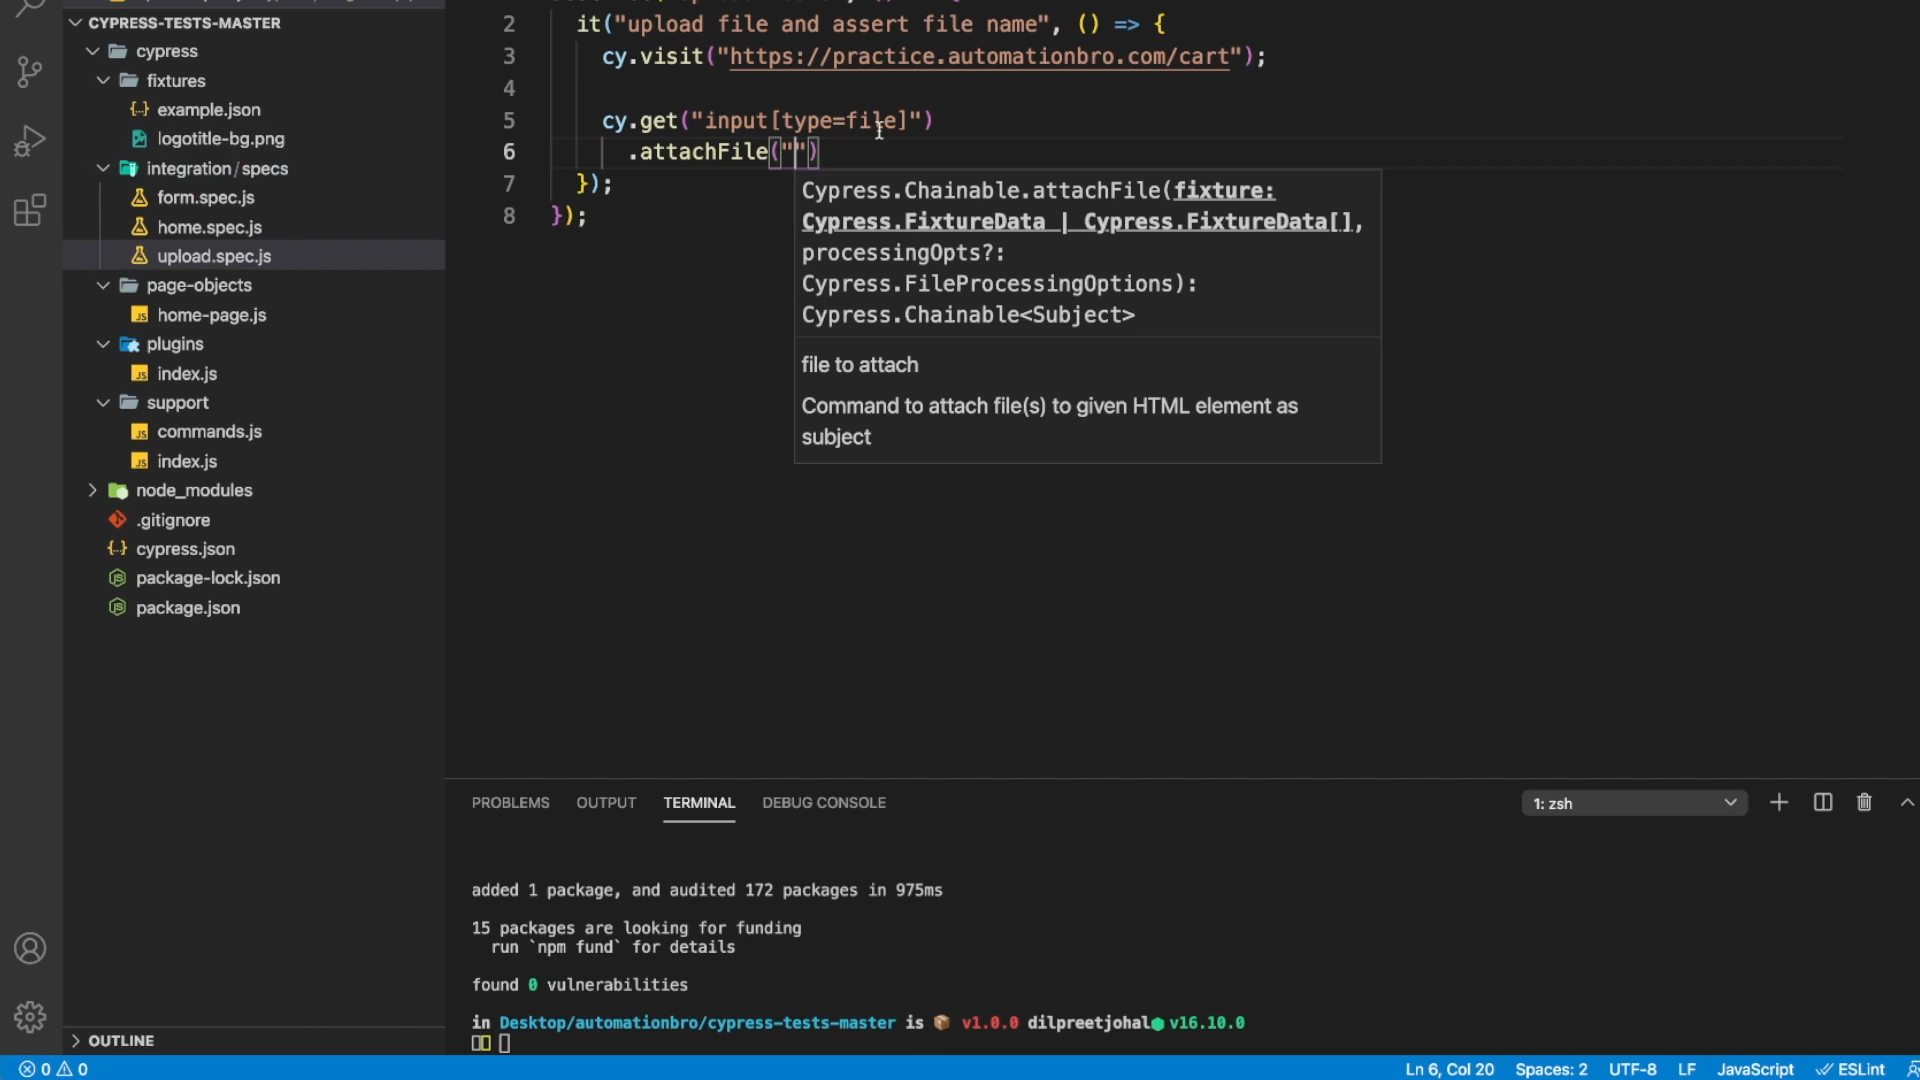 CYPRESS-TESTS-MASTER
cypress
fixtures
example.json
logotitle-bg.png
integration/specs
form.spec.js
home.spec.js
upload.spec.js
page-objects
home-page.js
plugins
index.js
support
commands.js
index.js
node_modules
.gitignore
cypress.json
package-lock.json
package.json
OUTLINE
2 it("upload file and assert file name", () => {
3 cy.visit("https://practice.automationbro.com/cart");
4
5 cy.get("input[type=file]")
6 .attachFile("")
7 });
8 });
Cypress.Chainable.attachFile(fixture:
Cypress.FixtureData | Cypress.FixtureData[],
processingOpts?:
Cypress.FileProcessingOptions):
Cypress.Chainable<Subject>
file to attach
Command to attach file(s) to given HTML element as
subject
PROBLEMS OUTPUT TERMINAL DEBUG CONSOLE 1: zsh
added 1 package, and audited 172 packages in 975ms
15 packages are looking for funding
run `npm fund` for details
found 0 vulnerabilities
in Desktop/automationbro/cypress-tests-master is 📦 v1.0.0 dilpreetjohal⬢ v16.10.0
0 0 Ln 6, Col 20 Spaces: 2 UTF-8 LF JavaScript ESLint